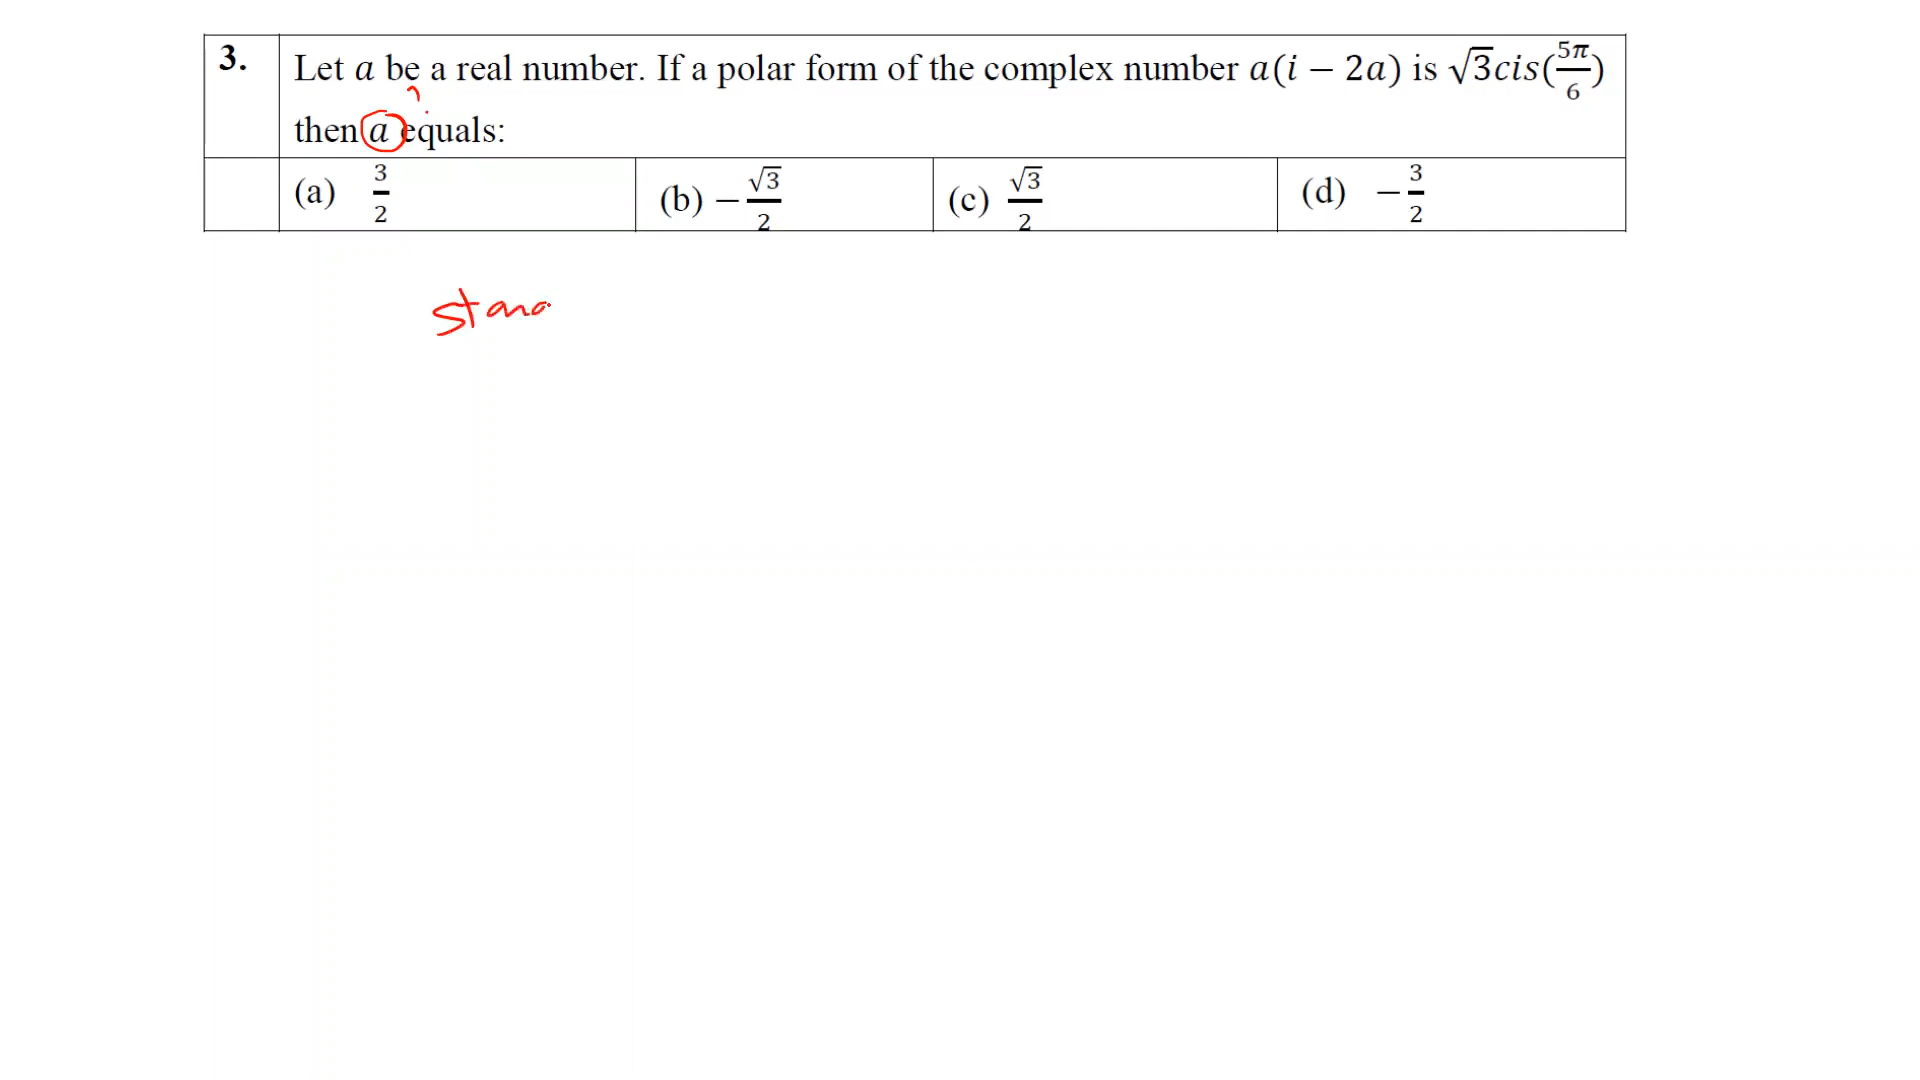 3. Let a be a real number. If a polar form of the complex number a(i − 2a) is √3cis(5π/6)
then a equals:
(a) 3/2 (b) −√3/2 (c) √3/2 (d) −3/2
stand